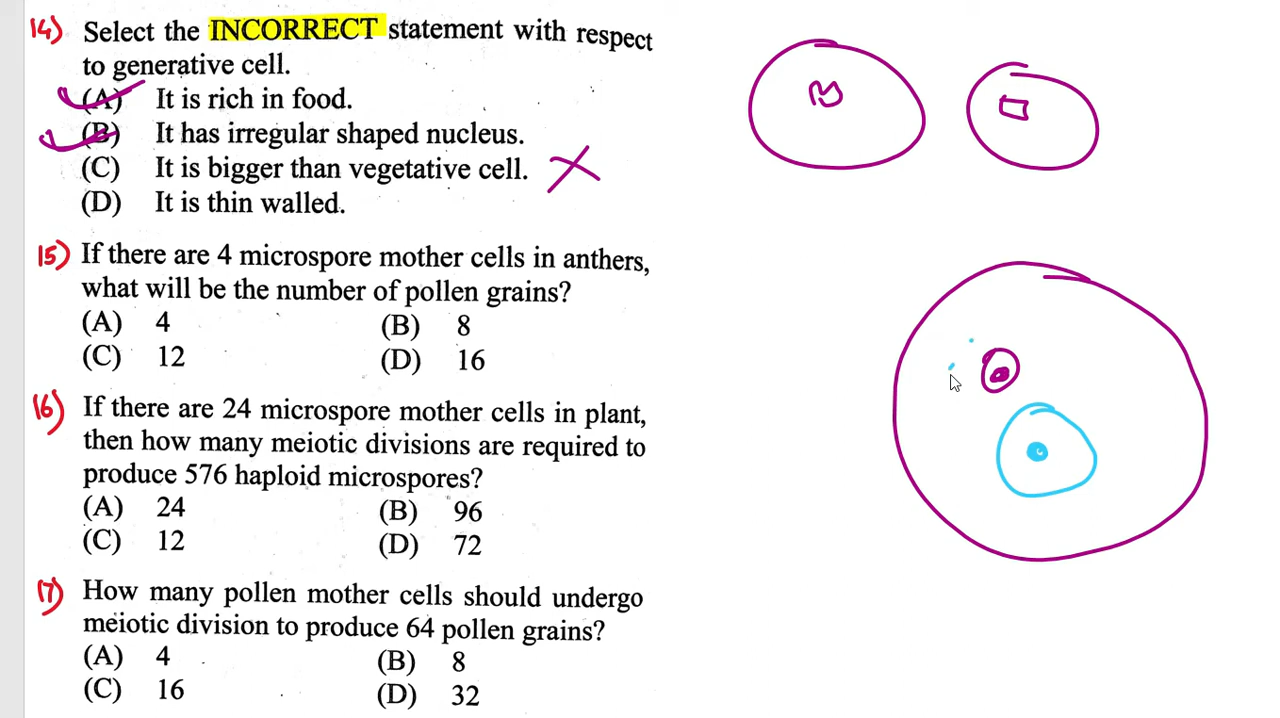 14) Select the INCORRECT statement with respect
to generative cell.
(A) It is rich in food.
(B) It has irregular shaped nucleus.
(C) It is bigger than vegetative cell.
(D) It is thin walled.
15) If there are 4 microspore mother cells in anthers,
what will be the number of pollen grains?
(A) 4 (B) 8
(C) 12 (D) 16
16) If there are 24 microspore mother cells in plant,
then how many meiotic divisions are required to
produce 576 haploid microspores?
(A) 24 (B) 96
(C) 12 (D) 72
17) How many pollen mother cells should undergo
meiotic division to produce 64 pollen grains?
(A) 4 (B) 8
(C) 16 (D) 32